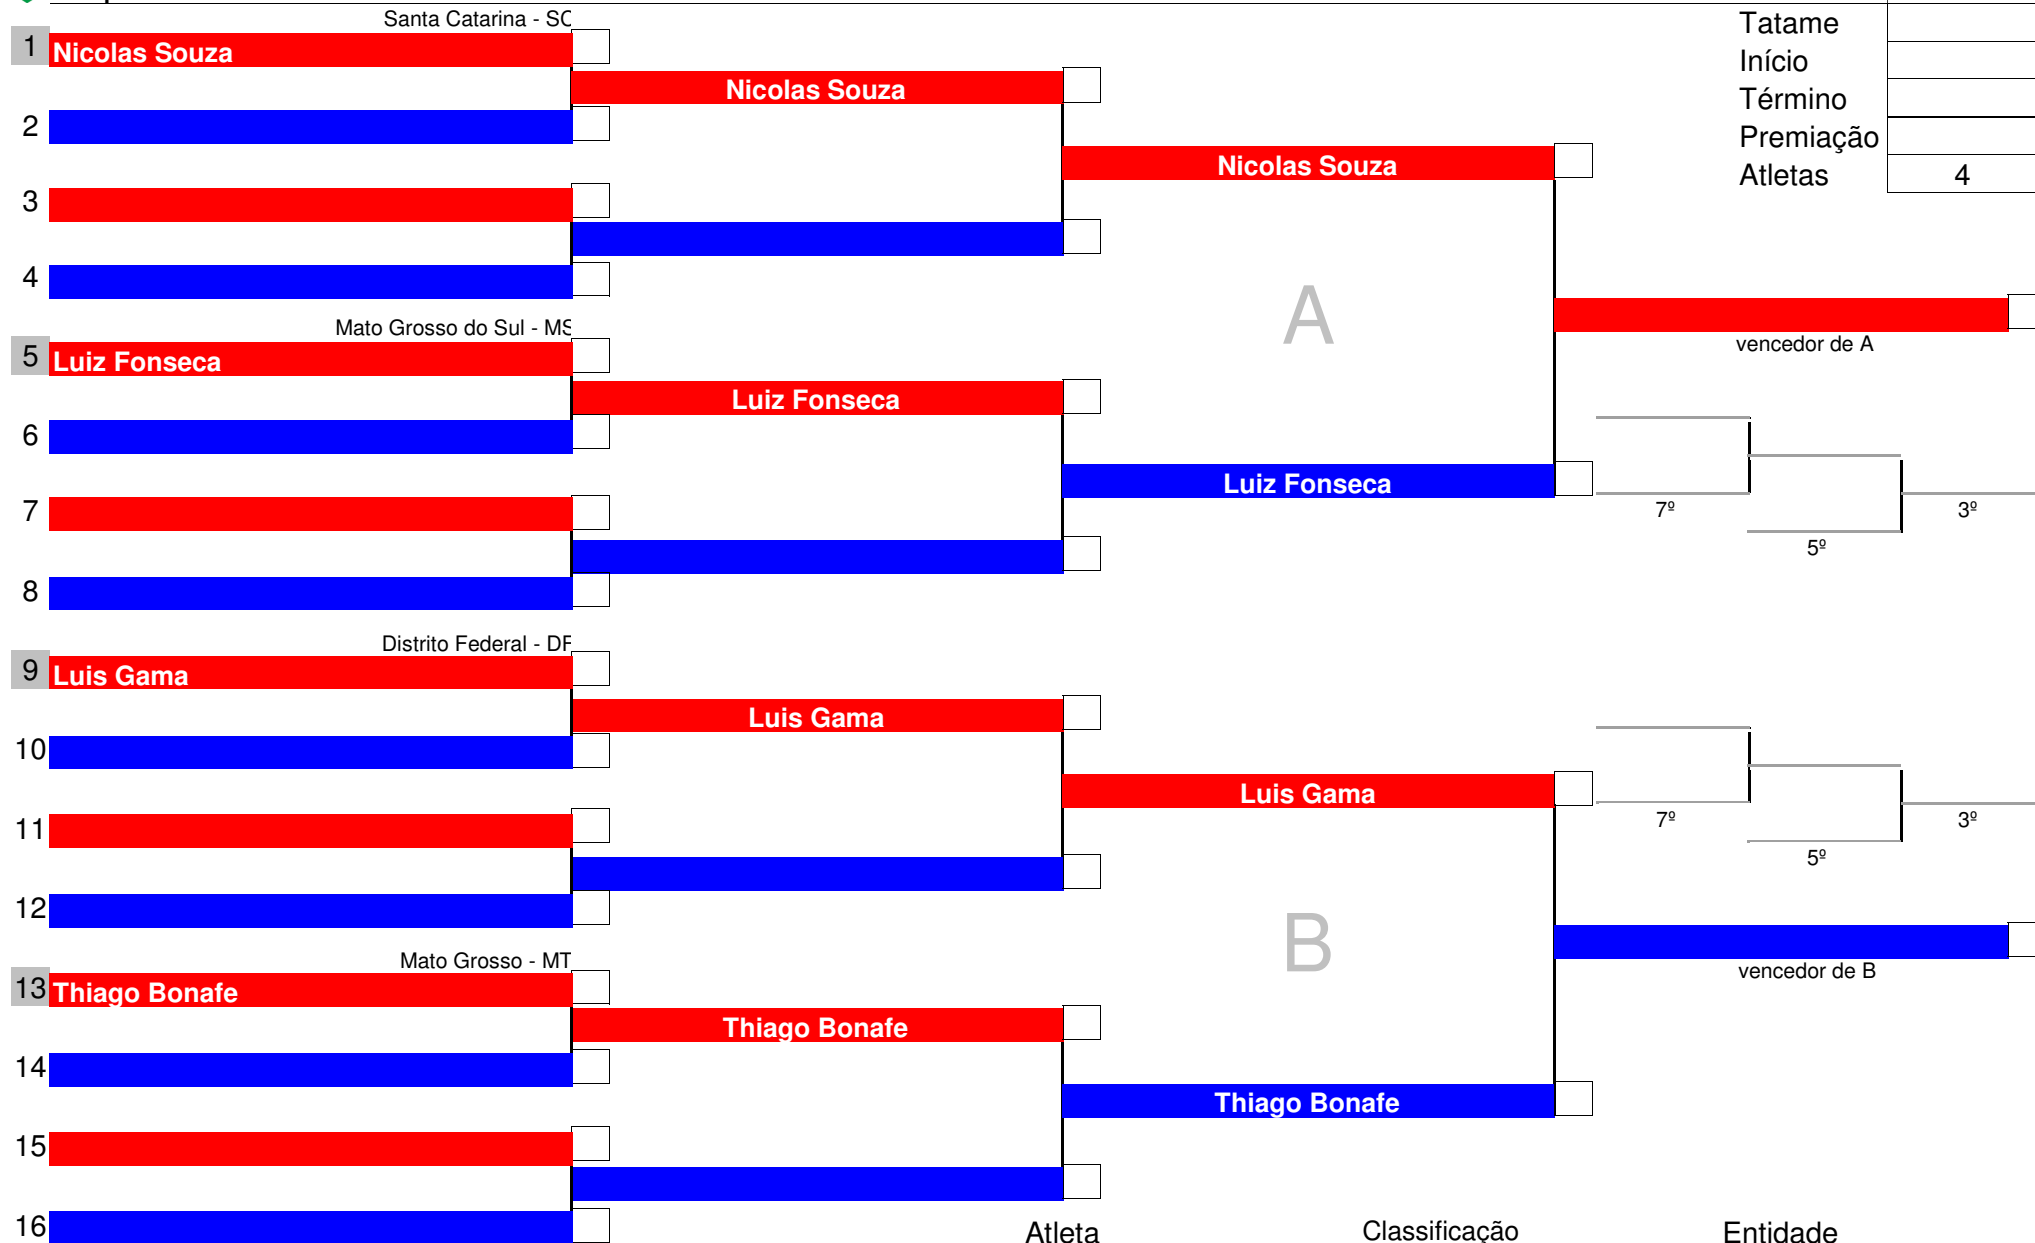 Santa Catarina - SC
Tatame
1 Nicolas Souza
Início
Nicolas Souza
Término
2
Premiação
Nicolas Souza
Atletas 4
3
4
A
Mato Grosso do Sul - MS
vencedor de A
5 Luiz Fonseca
Luiz Fonseca
6
Luiz Fonseca
7
7º 3º
5º
8
Distrito Federal - DF
9 Luis Gama
Luis Gama
10
Luis Gama
11
7º 3º
5º
12
B
Mato Grosso - MT
vencedor de B
13 Thiago Bonafe
Thiago Bonafe
14
Thiago Bonafe
15
16
Atleta Classificação Entidade